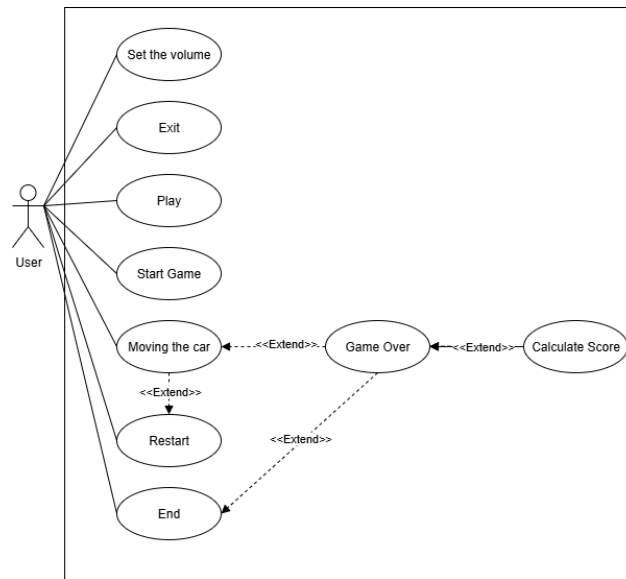 Set the volume
Exit
Play
User
Start Game
Moving the car
<<Extend>>
Game Over
<<Extend>>
Calculate Score
<<Extend>>
Restart
<<Extend>>
End